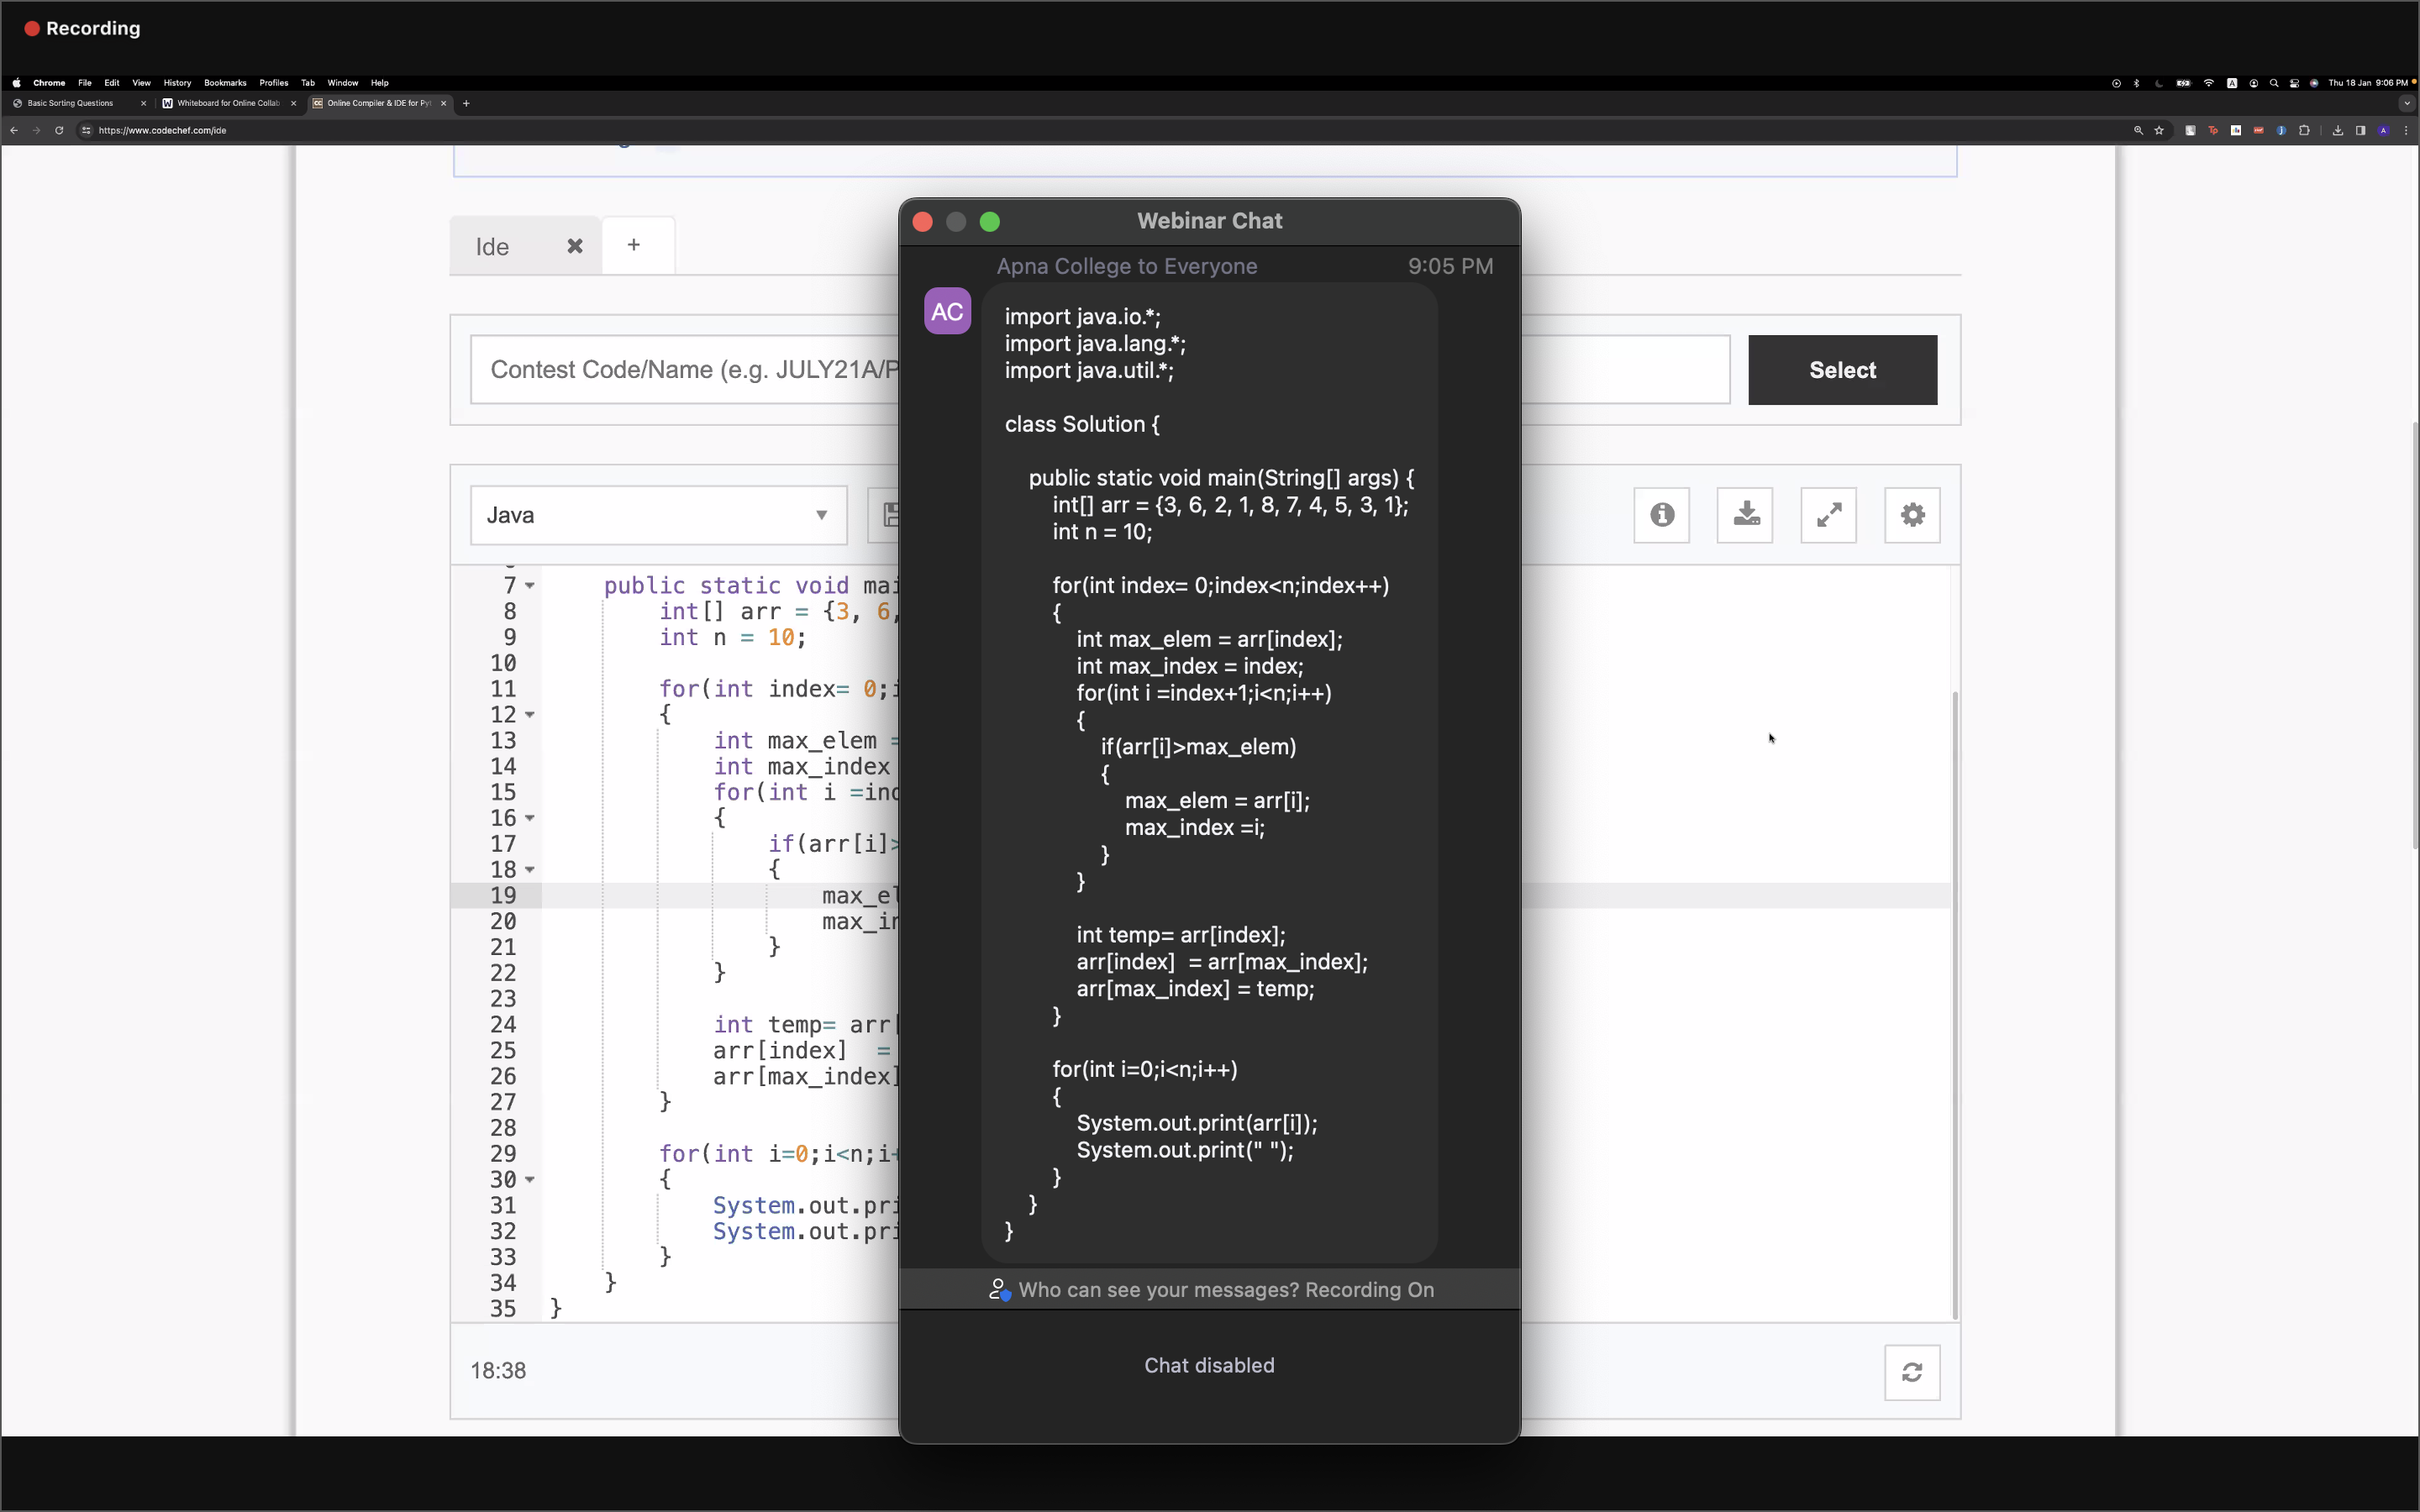 Recording
Chrome File Edit View History Bookmarks Profiles Tab Window Help
Thu 18 Jan 9:06 PM
Basic Sorting Questions
Whiteboard for Online Collab
Online Compiler & IDE for Pyt
https://www.codechef.com/ide
Ide
+
Contest Code/Name (e.g. JULY21A/P
Select
Java
7 public static void mai
8 int[] arr = {3, 6,
9 int n = 10;
10
11 for(int index= 0;i
12 {
13 int max_elem =
14 int max_index
15 for(int i =ind
16 {
17 if(arr[i]>
18 {
19 max_el
20 max_in
21 }
22 }
23
24 int temp= arr[
25 arr[index]  =
26 arr[max_index]
27 }
28
29 for(int i=0;i<n;i+
30 {
31 System.out.pri
32 System.out.pri
33 }
34 }
35 }
18:38
Webinar Chat
Apna College to Everyone 9:05 PM
AC
import java.io.*;
import java.lang.*;
import java.util.*;
class Solution {
public static void main(String[] args) {
int[] arr = {3, 6, 2, 1, 8, 7, 4, 5, 3, 1};
int n = 10;
for(int index= 0;index<n;index++)
{
int max_elem = arr[index];
int max_index = index;
for(int i =index+1;i<n;i++)
{
if(arr[i]>max_elem)
{
max_elem = arr[i];
max_index =i;
}
}
int temp= arr[index];
arr[index]  = arr[max_index];
arr[max_index] = temp;
}
for(int i=0;i<n;i++)
{
System.out.print(arr[i]);
System.out.print(" ");
}
}
}
Who can see your messages? Recording On
Chat disabled